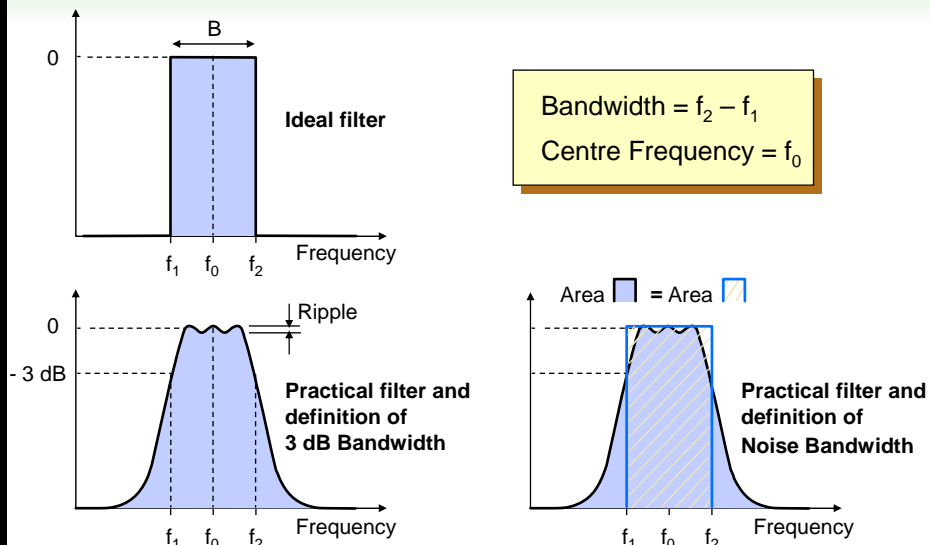 B
0
Ideal filter
Frequency
f₁ f₀ f₂
Bandwidth = f₂ – f₁
Centre Frequency = f₀
Ripple
0
- 3 dB
Practical filter and
definition of
3 dB Bandwidth
Frequency
f₁ f₀ f₂
Area = Area
Practical filter and
definition of
Noise Bandwidth
Frequency
f₁ f₀ f₂